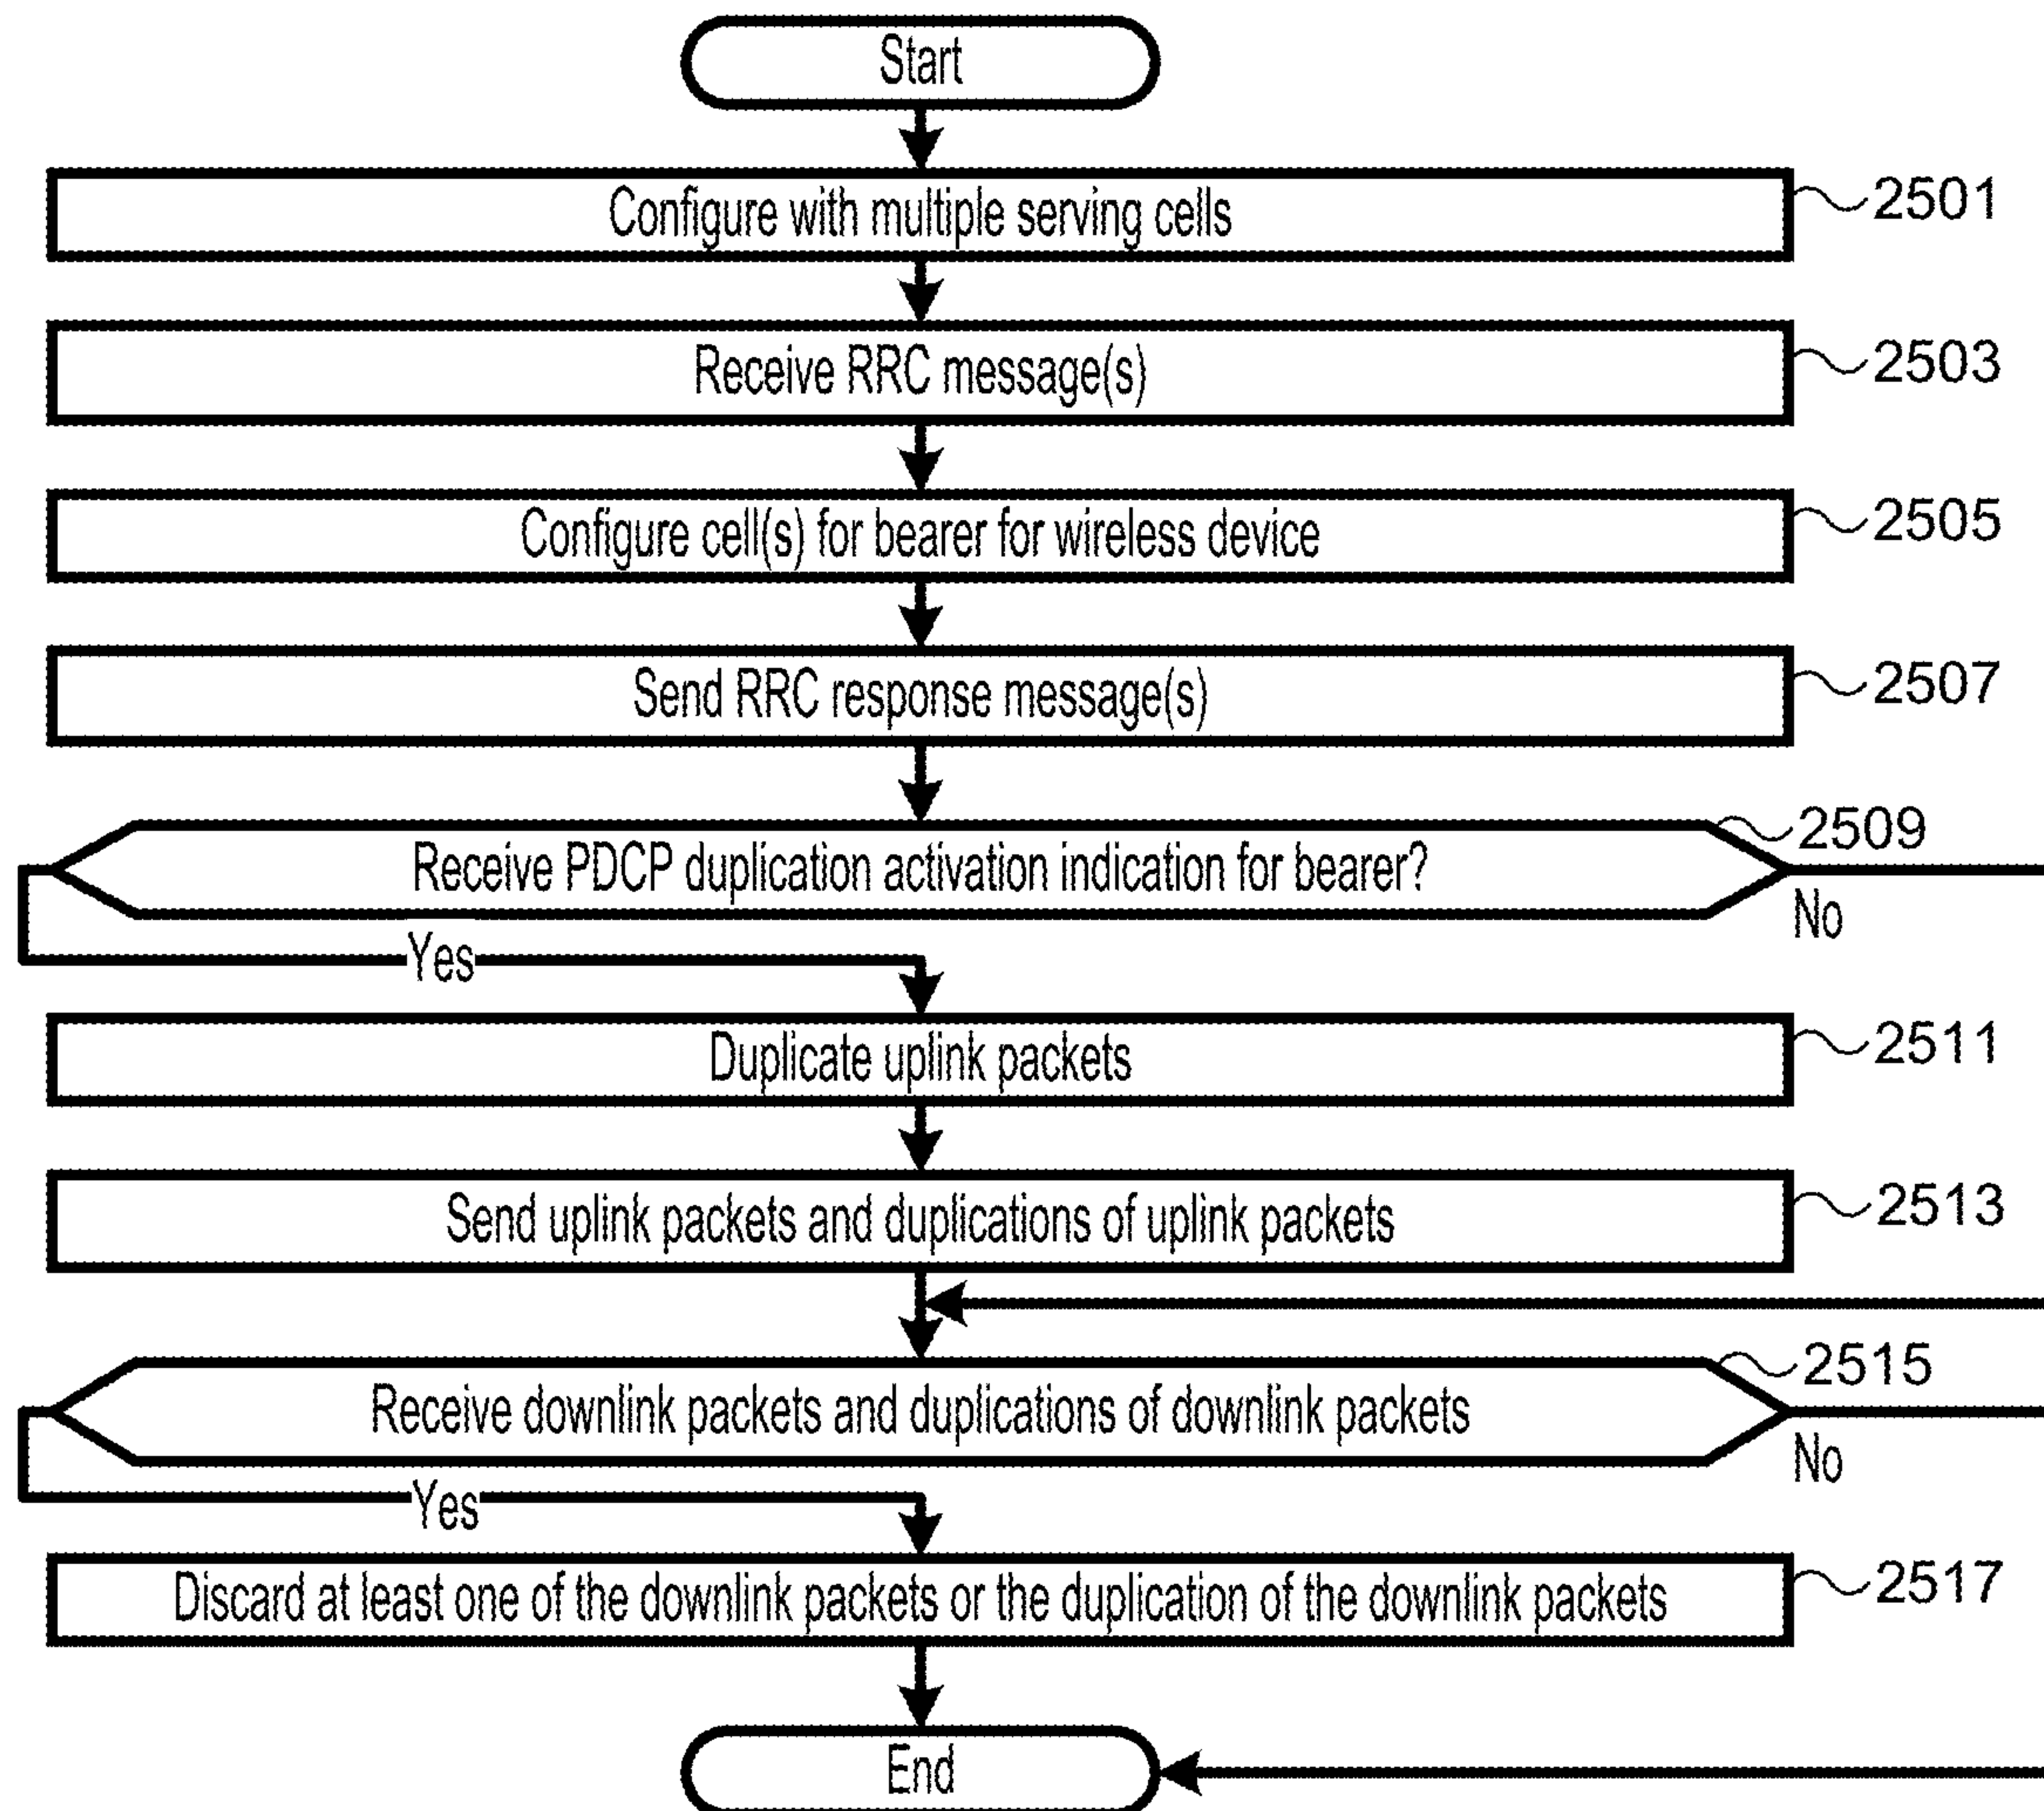 Start
Configure with multiple serving cells
2501
Receive RRC message(s)
2503
Configure cell(s) for bearer for wireless device
2505
Send RRC response message(s)
2507
Receive PDCP duplication activation indication for bearer?
2509
No
Yes
Duplicate uplink packets
2511
Send uplink packets and duplications of uplink packets
2513
Receive downlink packets and duplications of downlink packets
2515
No
Yes
Discard at least one of the downlink packets or the duplication of the downlink packets
2517
End